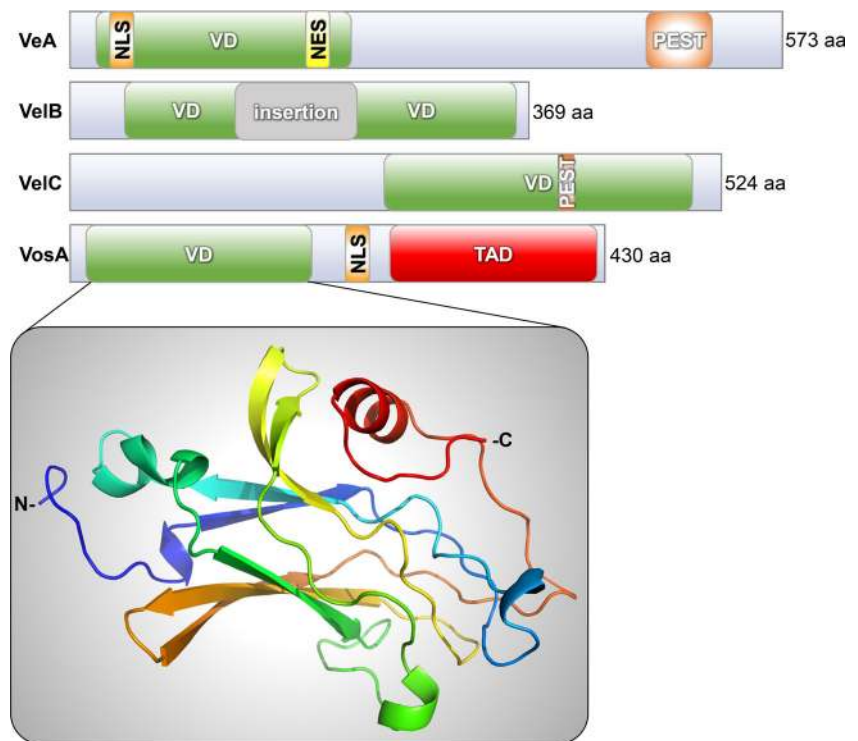 VeA NLS VD NES PEST 573 aa
VelB VD insertion VD 369 aa
VelC VD PEST 524 aa
VosA VD NLS TAD 430 aa
-C
N-